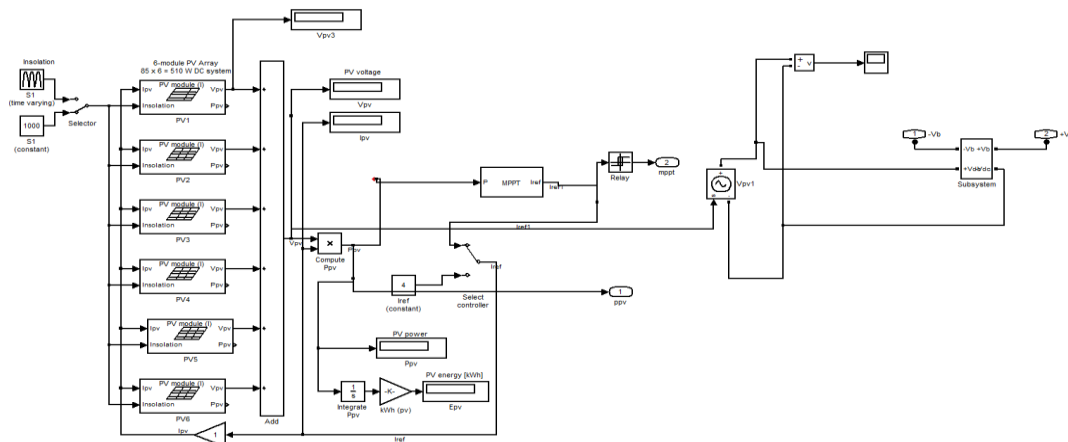 Vpv3
Insolation
S1
(time varying)
1000
S1
(constant)
Selector
6-module PV Array
85 x 6 = 510 W DC system
PV module (I)
Ipv
Vpv
Insolation
Ppv
PV1
PV module (I)
Ipv
Vpv
Insolation
Ppv
PV2
PV module (I)
Ipv
Vpv
Insolation
Ppv
PV3
PV module (I)
Ipv
Vpv
Insolation
Ppv
PV4
PV module (I)
Ipv
Vpv
Insolation
Ppv
PV5
PV module (I)
Ipv
Vpv
Insolation
Ppv
PV6
Add
1
Ipv
Iref
PV voltage
Vpv
Ipv
Vpv
×
Compute
Ppv
Ppv
P
MPPT
Iref
Iref1
Relay
2
mppt
Iref1
4
Iref
(constant)
Select
controller
Iref
1
ppv
PV power
Ppv
1
s
Integrate
Ppv
-K-
kWh (pv)
PV energy [kWh]
Epv
+
-
v
Vpv1
1
-Vb
-Vb +Vb
Subsystem
2
+V